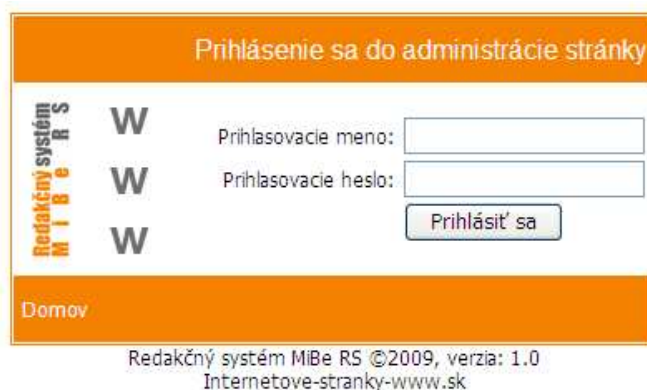 Prihlásenie sa do administrácie stránky
Redakčný systém
M i B e R S
W
W
W
Prihlasovacie meno:
Prihlasovacie heslo:
Prihlásiť sa
Domov
Redakčný systém MiBe RS ©2009, verzia: 1.0
Internetove-stranky-www.sk